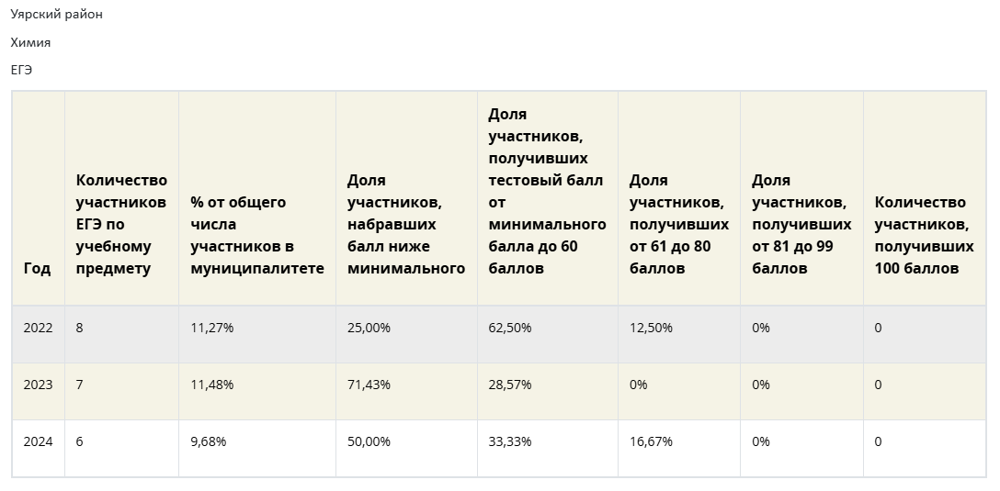 Уярский район
Химия
ЕГЭ
Год
Количество
участников
ЕГЭ по
учебному
предмету
% от общего
числа
участников в
муниципалитете
Доля
участников,
набравших
балл ниже
минимального
Доля
участников,
получивших
тестовый балл
от
минимального
балла до 60
баллов
Доля
участников,
получивших
от 61 до 80
баллов
Доля
участников,
получивших
от 81 до 99
баллов
Количество
участников,
получивших
100 баллов
2022 8 11,27% 25,00% 62,50% 12,50% 0% 0
2023 7 11,48% 71,43% 28,57% 0% 0% 0
2024 6 9,68% 50,00% 33,33% 16,67% 0% 0